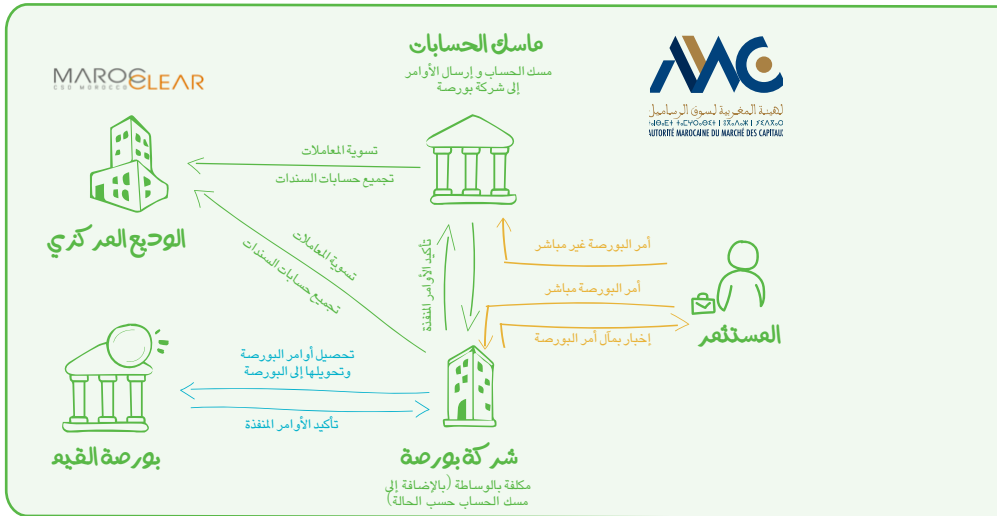 ماسك الحسابات
مسك الحساب و إرسال الأوامر
إلى شركة بورصة
MAROCLEAR
CSD MOROCCO
الهيئة المغربية لسوق الرساميل
AUTORITÉ MAROCAINE DU MARCHÉ DES CAPITAUX
تسوية المعاملات
تجميع حسابات السندات
الوديع المركزي
تسوية المعاملات
تجميع حسابات السندات
تأكيد الأوامر المنفذة
أمر البورصة غير مباشر
أمر البورصة مباشر
إخبار بمآل أمر البورصة
المستثمر
تحصيل أوامر البورصة
وتحويلها إلى البورصة
تأكيد الأوامر المنفذة
بورصة القيم
شركة بورصة
مكلفة بالوساطة (بالإضافة إلى
مسك الحساب حسب الحالة)